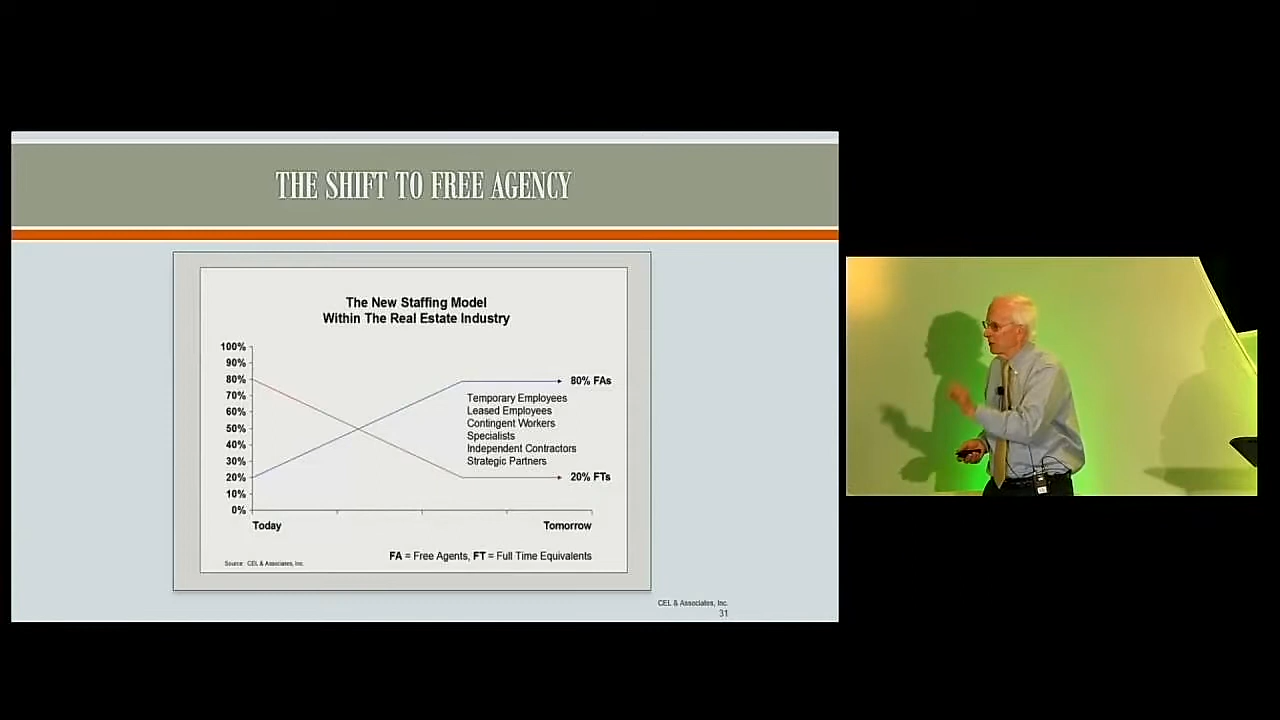 THE SHIFT TO FREE AGENCY
The New Staffing Model
Within The Real Estate Industry
100%
90%
80%
70%
60%
50%
40%
30%
20%
10%
0%
80% FAs
Temporary Employees
Leased Employees
Contingent Workers
Specialists
Independent Contractors
Strategic Partners
20% FTs
Today
Tomorrow
FA = Free Agents, FT = Full Time Equivalents
Source: CEL & Associates, Inc.
CEL & Associates, Inc.
31